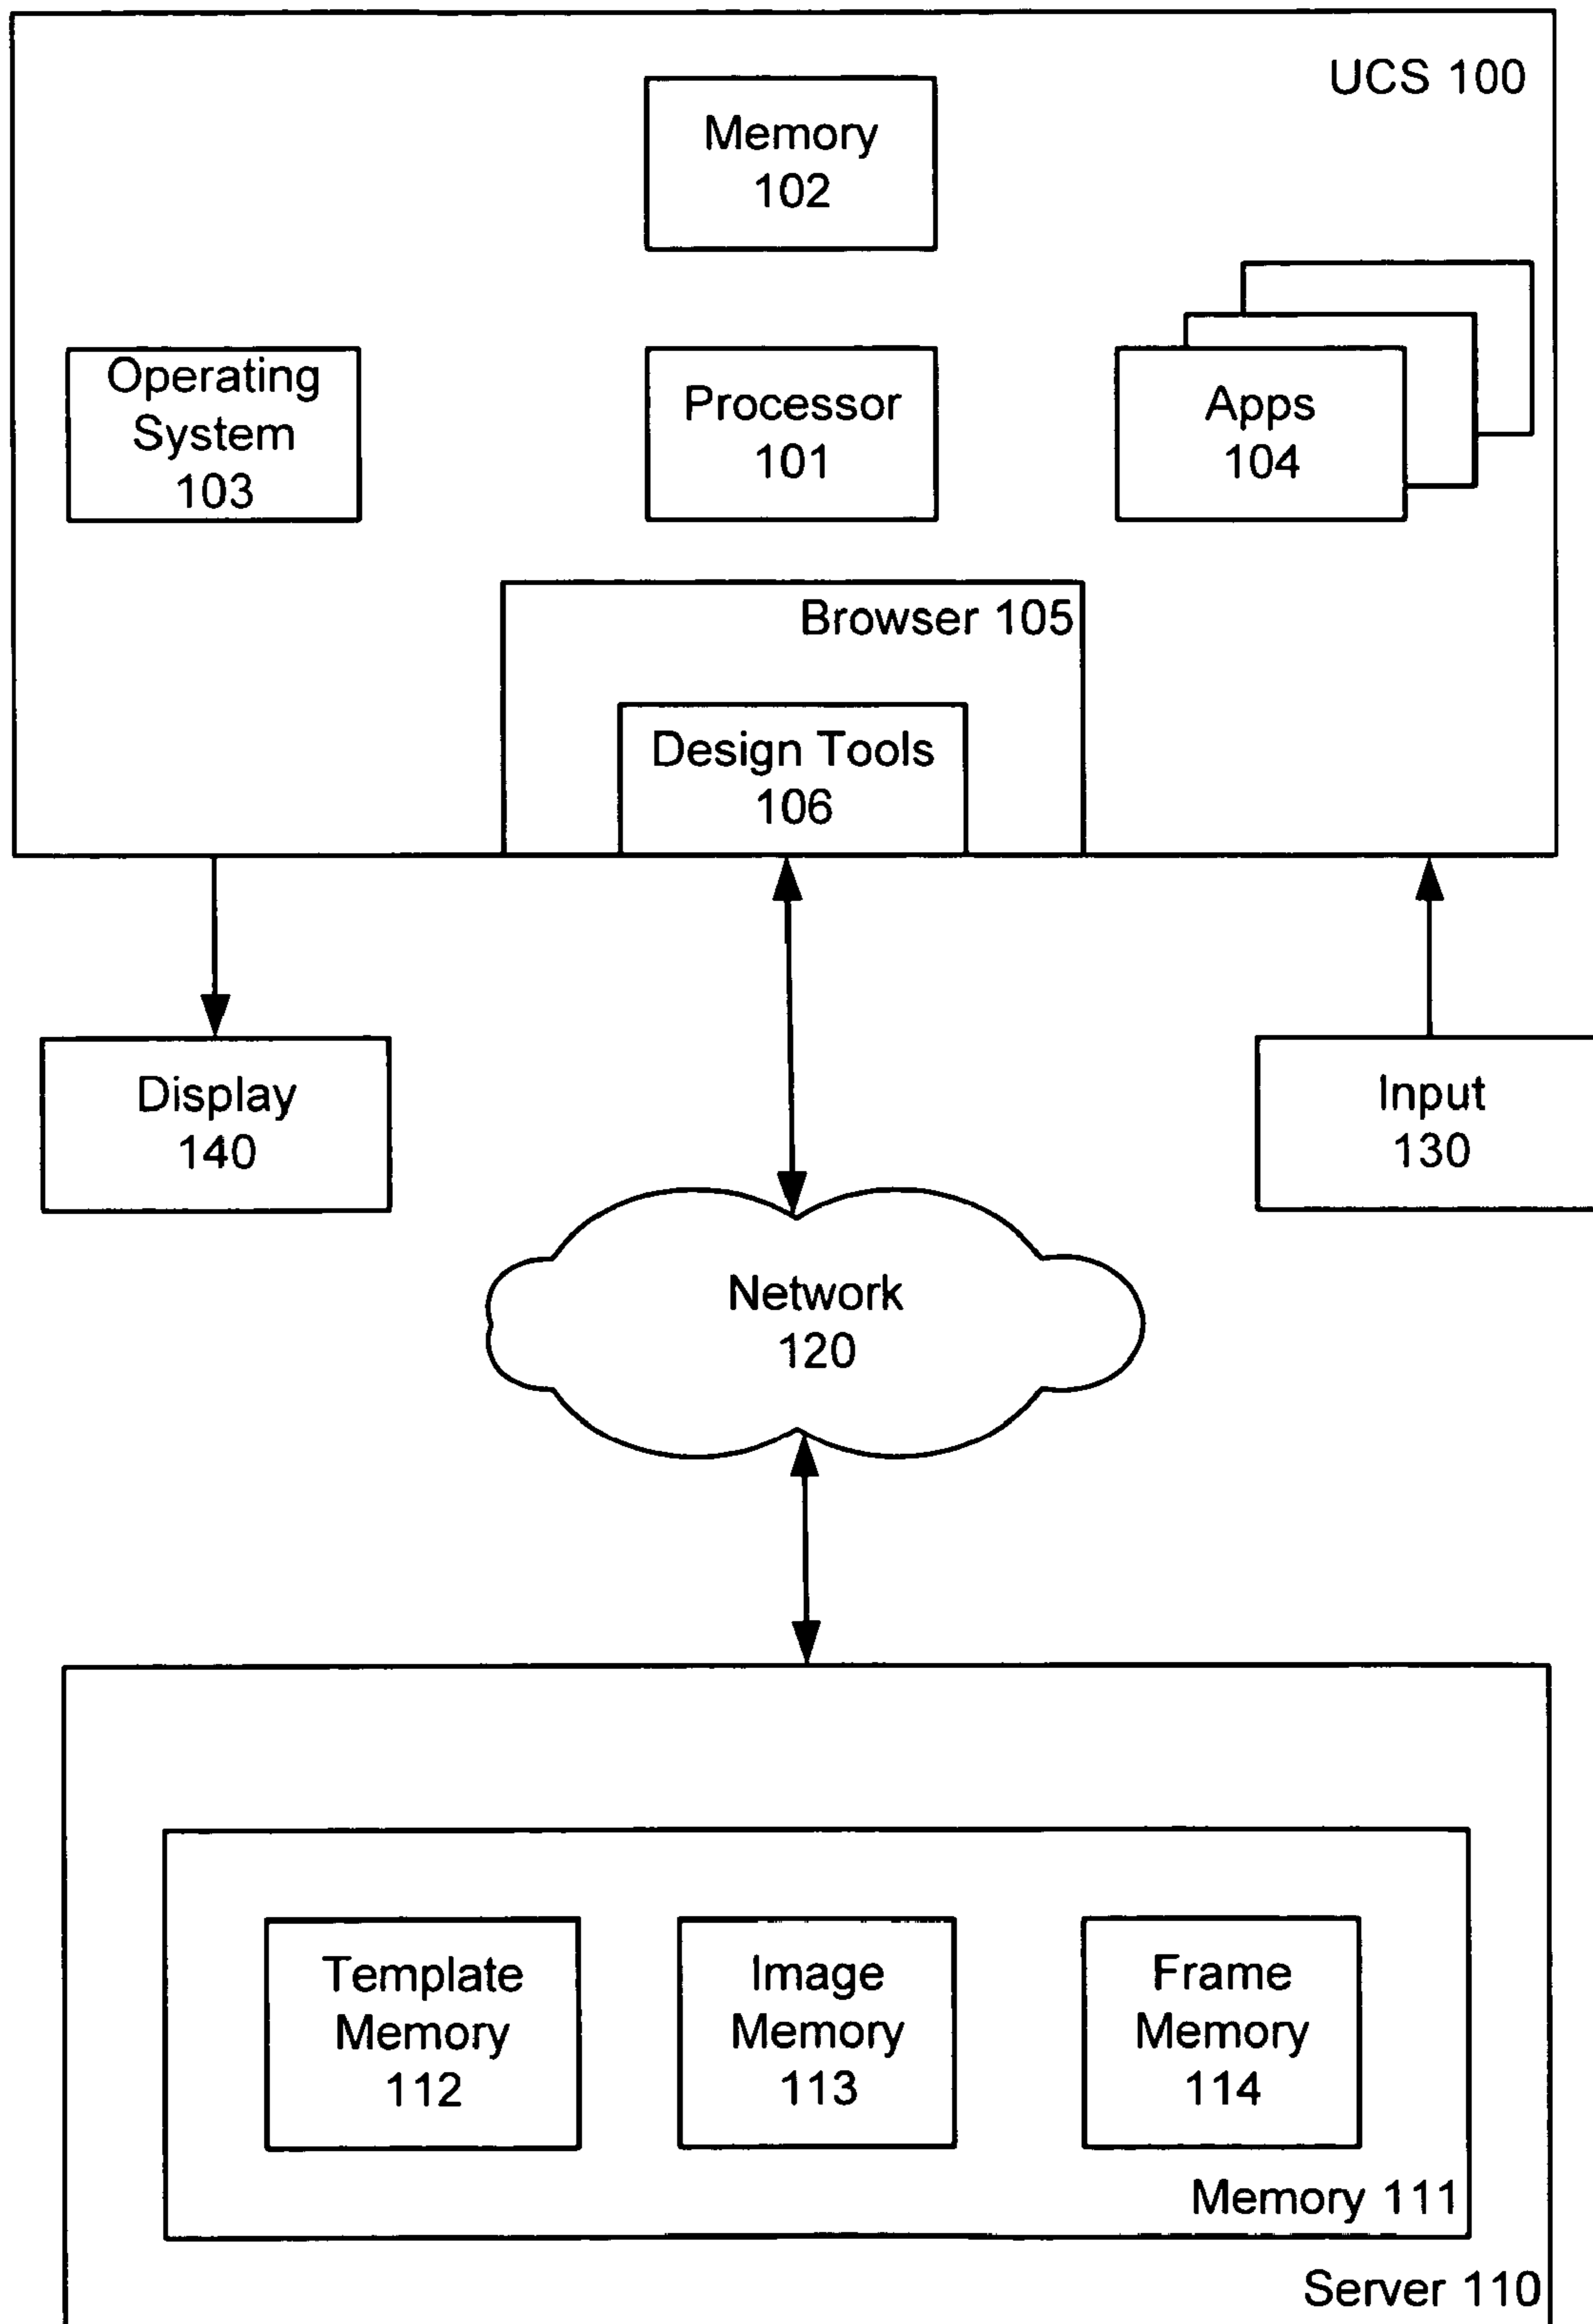 UCS 100
Memory
102
Operating
System
103
Processor
101
Apps
104
Browser 105
Design Tools
106
Display
140
Input
130
Network
120
Template
Memory
112
Image
Memory
113
Frame
Memory
114
Memory 111
Server 110